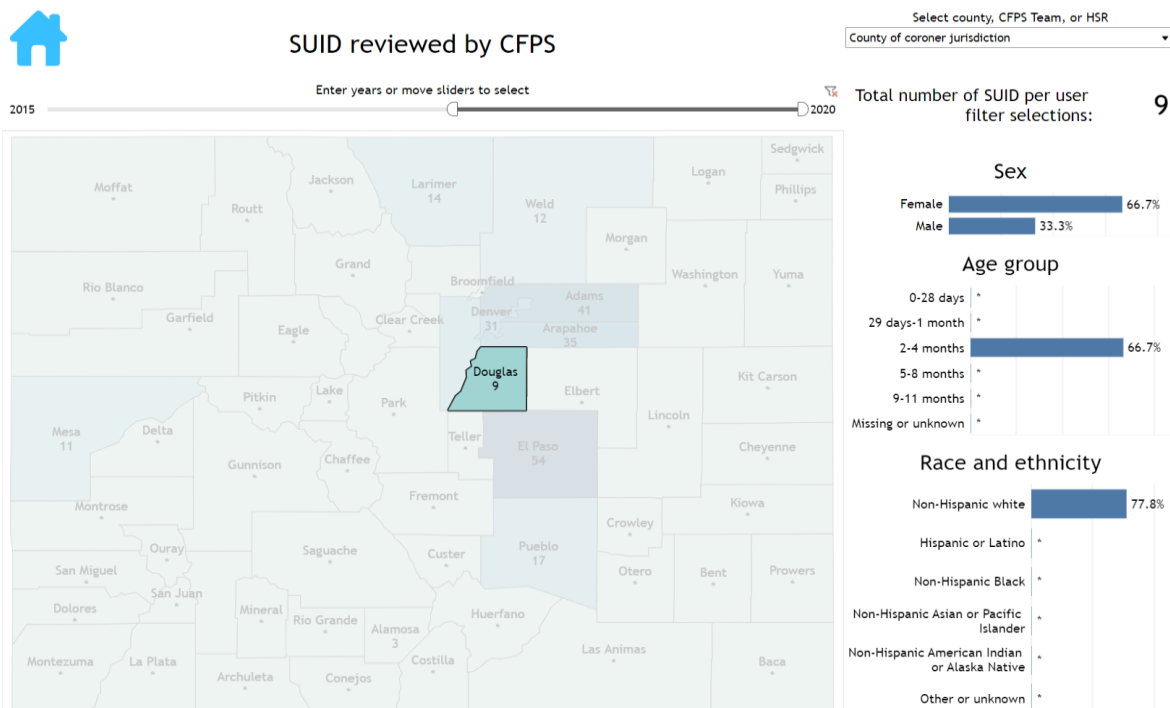 SUID reviewed by CFPS
Select county, CFPS Team, or HSR
County of coroner jurisdiction
Enter years or move sliders to select
2015
2020
Total number of SUID per user
filter selections:
9
Moffat
*
Routt
*
Jackson
*
Larimer
14
Weld
12
Logan
*
Sedgwick
*
Phillips
*
Morgan
*
Rio Blanco
*
Grand
*
Broomfield
*
Washington
*
Yuma
*
Garfield
*
Eagle
*
Clear Creek
*
Denver
31
Adams
41
Arapahoe
35
Douglas
9
Elbert
*
Kit Carson
*
Pitkin
*
Lake
*
Park
*
Lincoln
*
Mesa
11
Delta
*
Gunnison
*
Chaffee
*
Teller
*
El Paso
54
Cheyenne
*
Montrose
*
Fremont
*
Kiowa
*
Crowley
*
Ouray
*
Saguache
*
Custer
*
Pueblo
17
San Miguel
*
Otero
*
Bent
*
Prowers
*
San Juan
*
Dolores
*
Mineral
*
Rio Grande
*
Alamosa
3
Huerfano
*
Las Animas
*
Montezuma
*
La Plata
*
Archuleta
*
Conejos
*
Costilla
*
Baca
*
Sex
Female 66.7%
Male 33.3%
Age group
0-28 days *
29 days-1 month *
2-4 months 66.7%
5-8 months *
9-11 months *
Missing or unknown *
Race and ethnicity
Non-Hispanic white 77.8%
Hispanic or Latino *
Non-Hispanic Black *
Non-Hispanic Asian or Pacific
Islander *
Non-Hispanic American Indian
or Alaska Native *
Other or unknown *